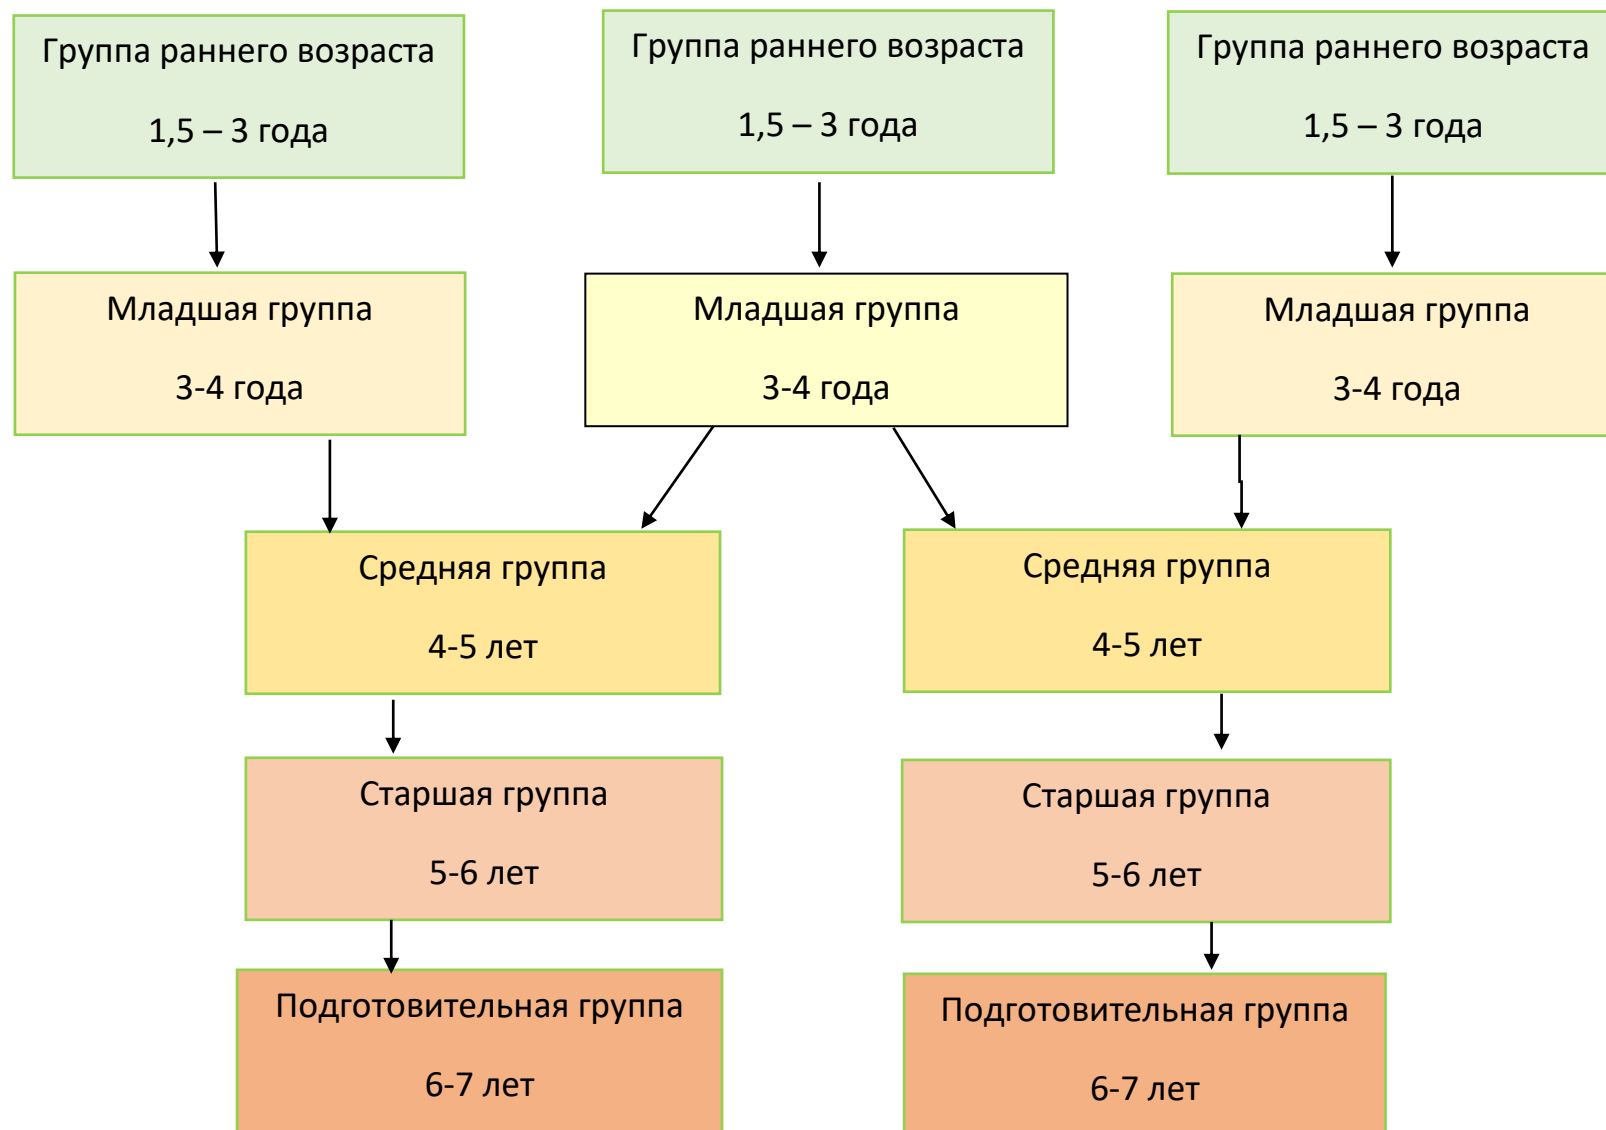 Группа раннего возраста
1,5 – 3 года
Группа раннего возраста
1,5 – 3 года
Группа раннего возраста
1,5 – 3 года
Младшая группа
3-4 года
Младшая группа
3-4 года
Младшая группа
3-4 года
Средняя группа
4-5 лет
Средняя группа
4-5 лет
Старшая группа
5-6 лет
Старшая группа
5-6 лет
Подготовительная группа
6-7 лет
Подготовительная группа
6-7 лет